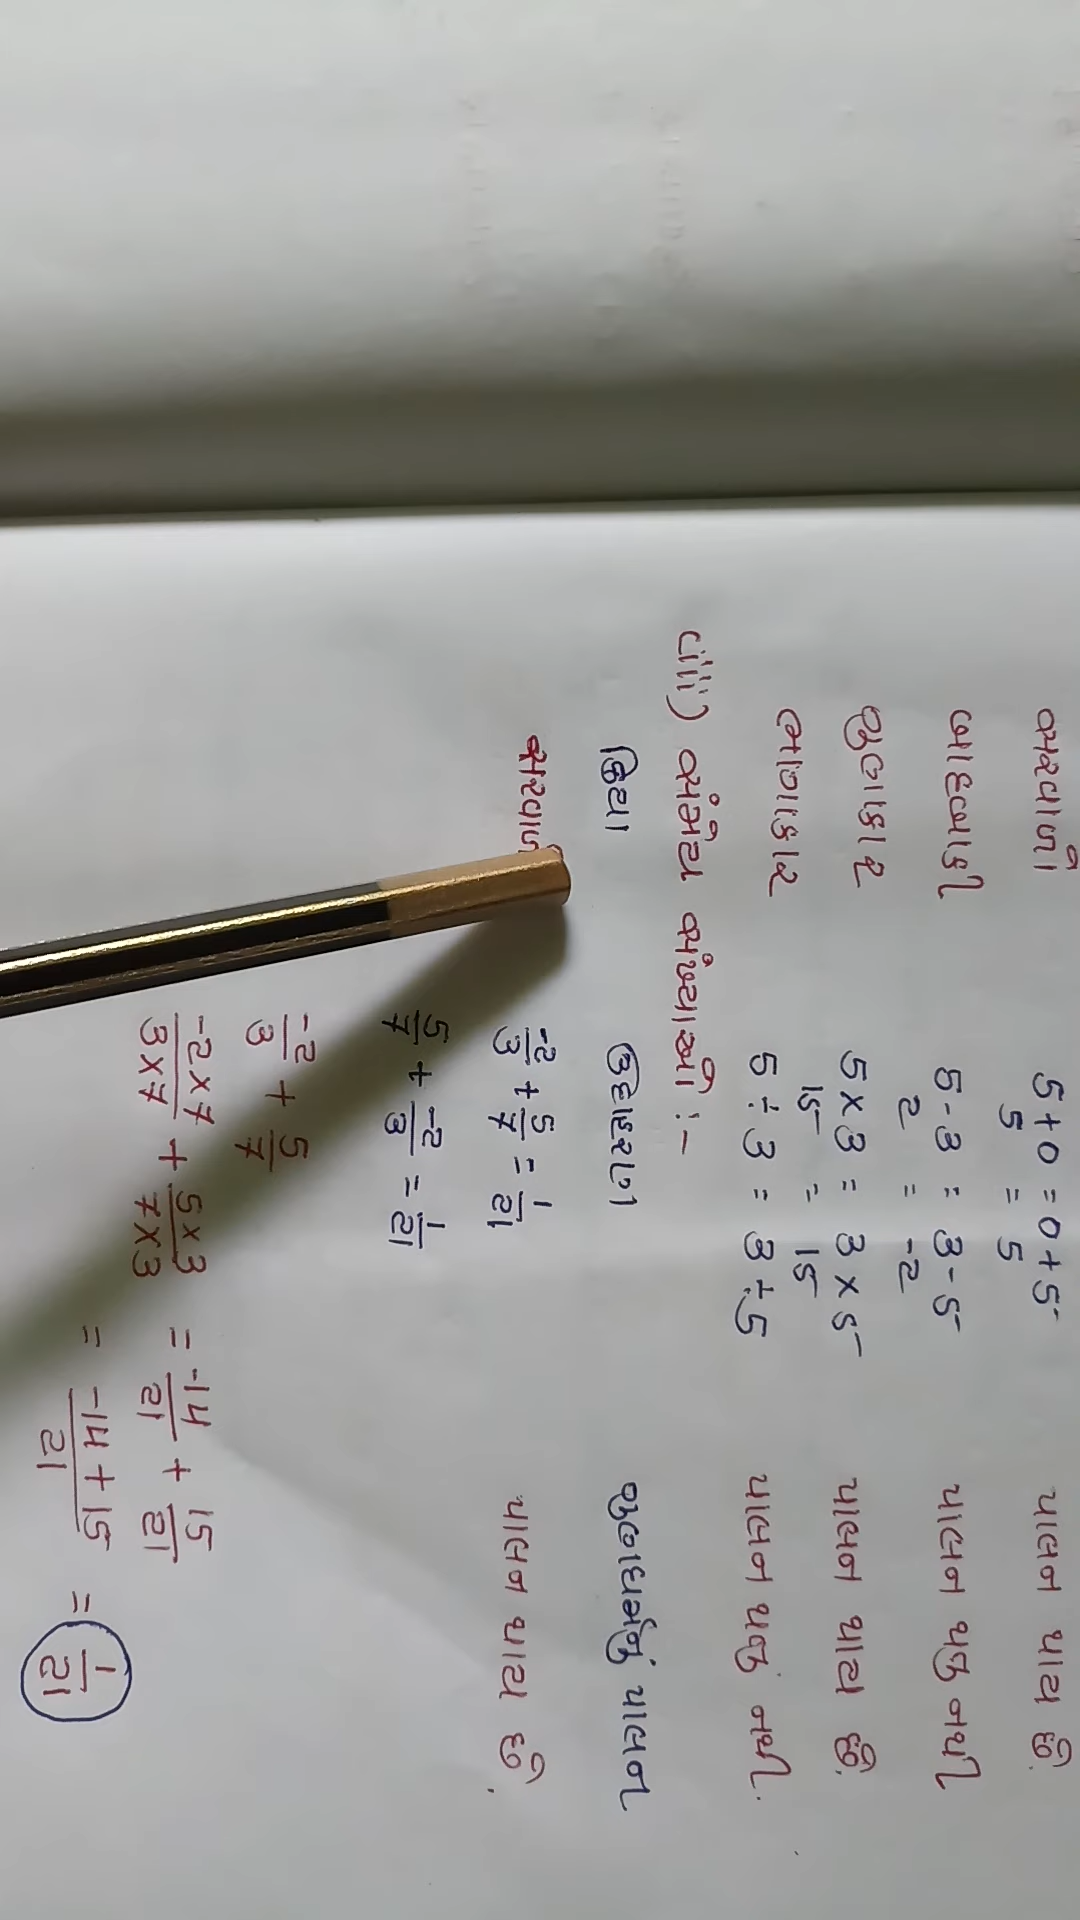 સરવાળો 5 + 0 = 0 + 5 પાલન થાય છે.
5 = 5
બાદબાકી 5 - 3 = 3 - 5 પાલન થતું નથી
2 = -2
ગુણાકાર 5 × 3 = 3 × 5 પાલન થાય છે.
15 = 15
ભાગાકાર 5 ÷ 3 = 3 ÷ 5 પાલન થતું નથી.
(iii) સંમેય સંખ્યાઓ :-
ક્રિયા ઉદાહરણ જૂથધર્મનું પાલન
-2/3 + 5/7 = 1/21 પાલન થાય છે.
5/7 + -2/3 = 1/21
-2/3 + 5/7
-2×7/3×7 + 5×3/7×3 = -14/21 + 15/21
= -14 + 15/21 = 1/21